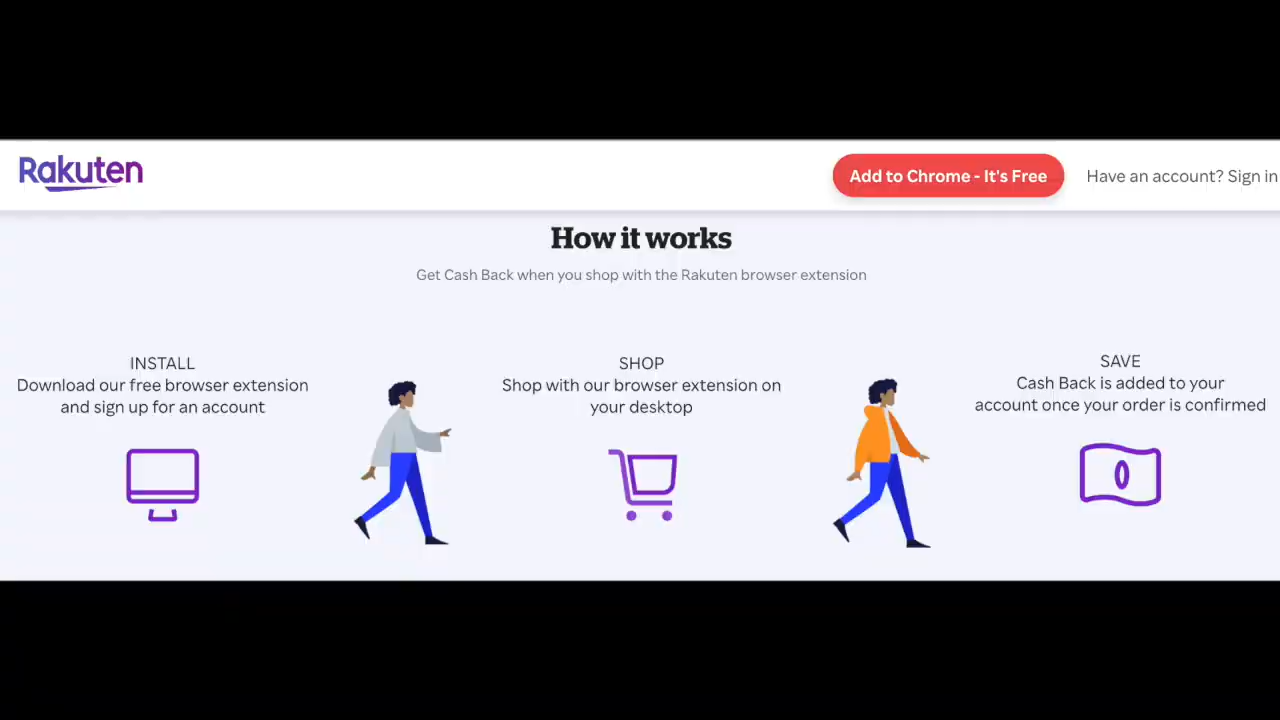 Rakuten
Add to Chrome - It's Free
Have an account? Sign in
How it works
Get Cash Back when you shop with the Rakuten browser extension
INSTALL
Download our free browser extension
and sign up for an account
SHOP
Shop with our browser extension on
your desktop
SAVE
Cash Back is added to your
account once your order is confirmed